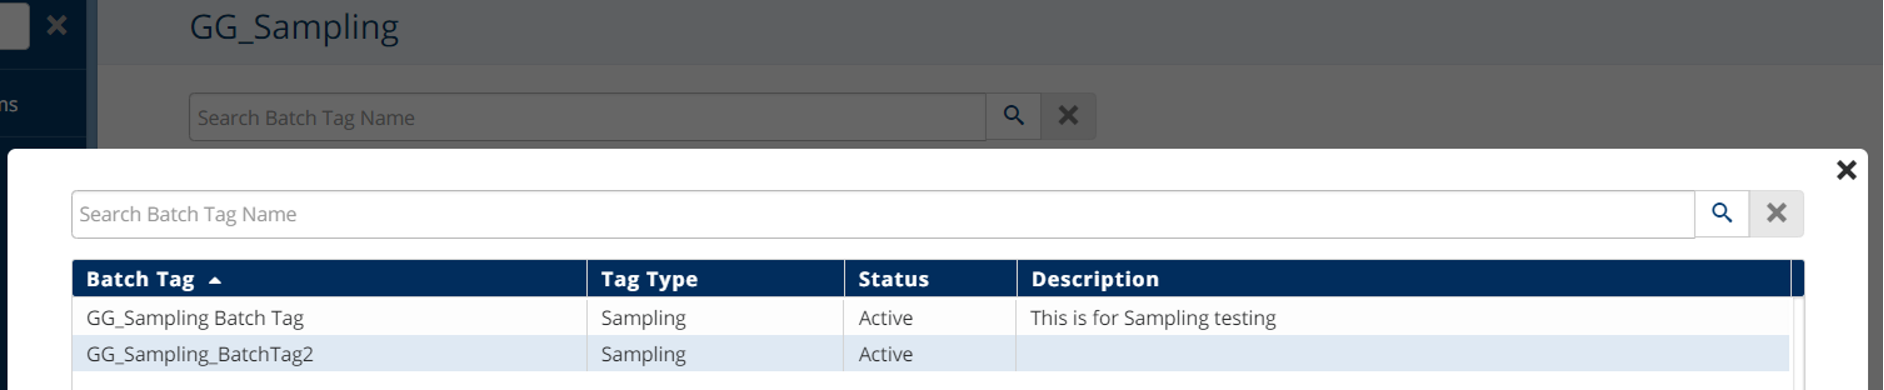 GG_Sampling
ms
Search Batch Tag Name
Search Batch Tag Name
Batch Tag Tag Type Status Description
GG_Sampling Batch Tag Sampling Active This is for Sampling testing
GG_Sampling_BatchTag2 Sampling Active